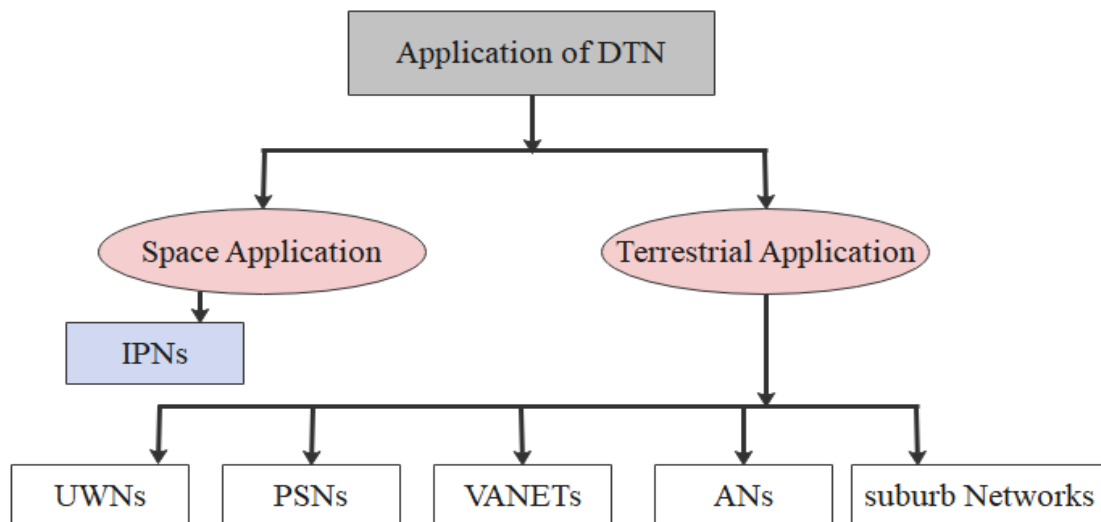 Application of DTN
Space Application
Terrestrial Application
IPNs
UWNs
PSNs
VANETs
ANs
suburb Networks